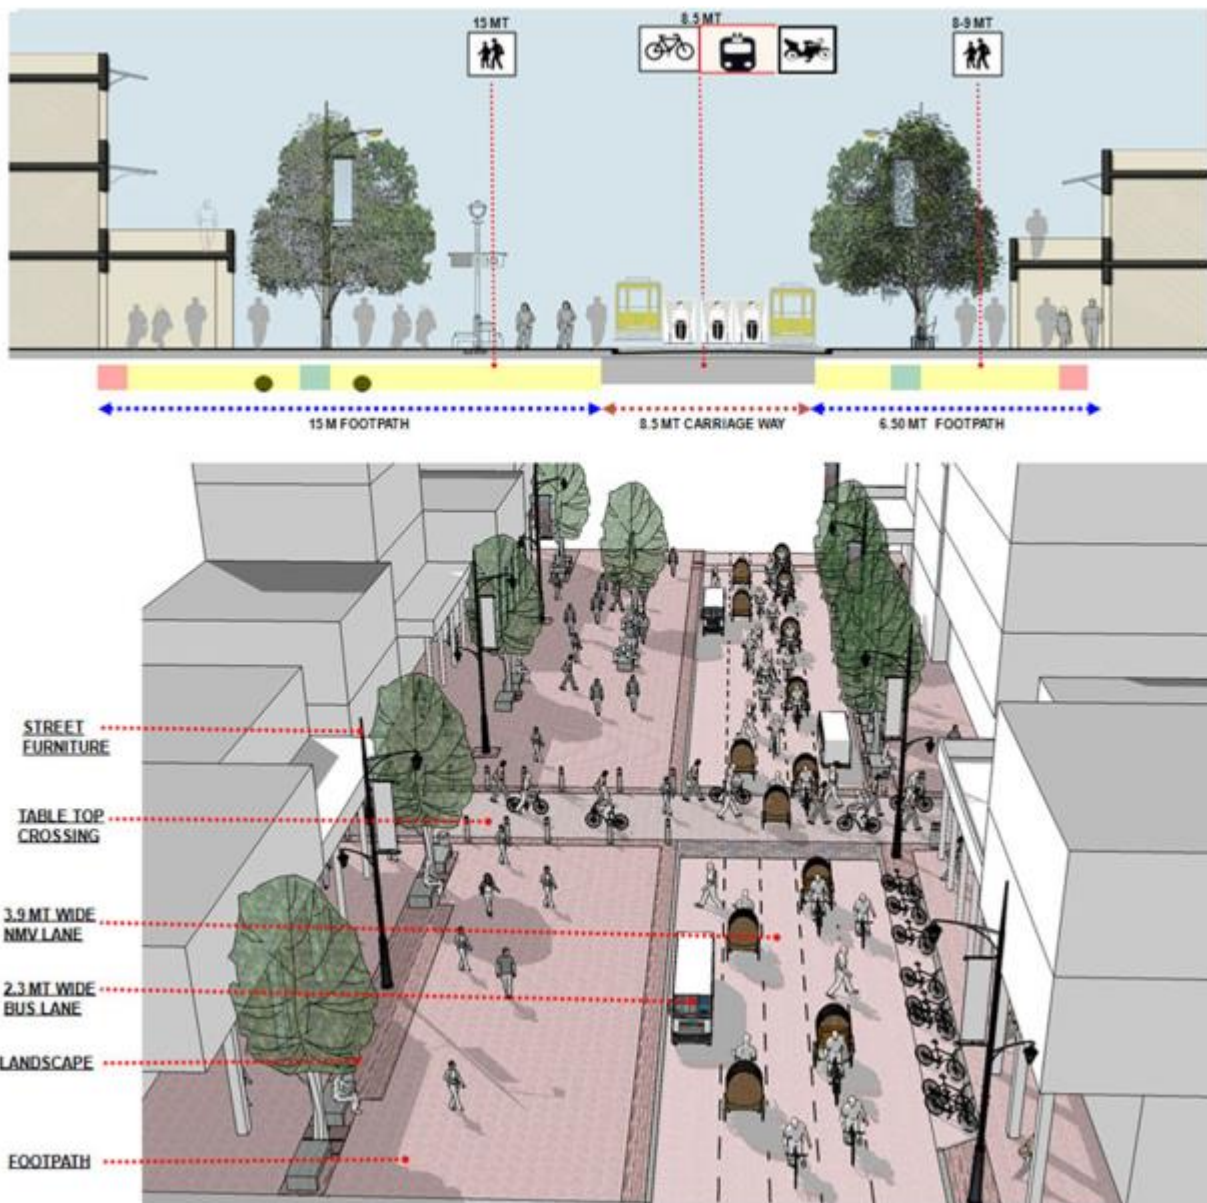 15 MT
8.5 MT
8-9 MT
15 M FOOTPATH
8.5 MT CARRIAGE WAY
6.50 MT FOOTPATH
STREET
FURNITURE
TABLE TOP
CROSSING
3.9 MT WIDE
NMV LANE
2.3 MT WIDE
BUS LANE
LANDSCAPE
FOOTPATH